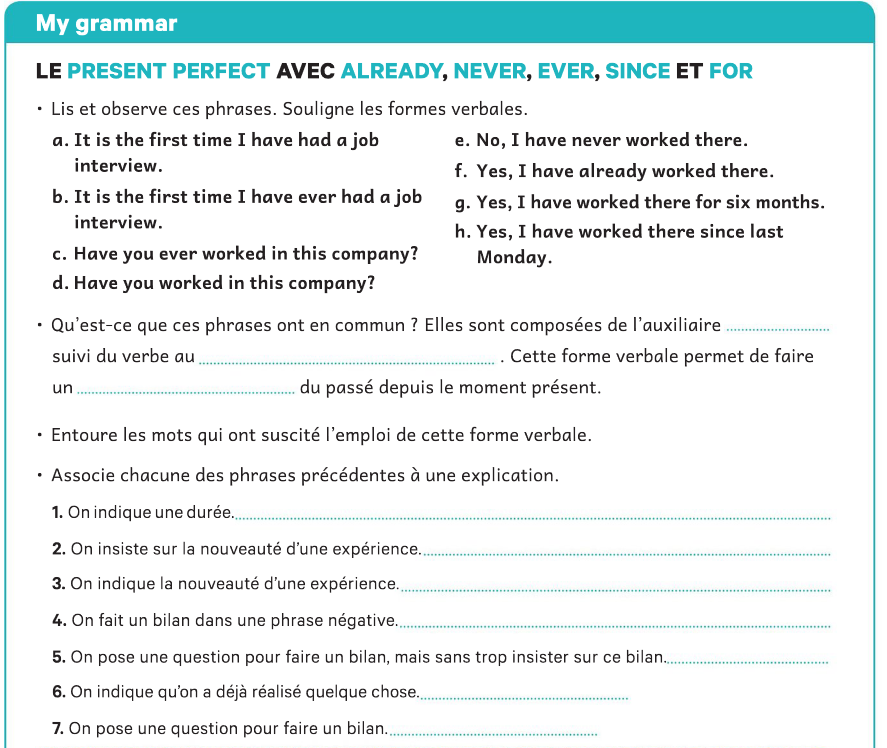 My grammar
LE PRESENT PERFECT AVEC ALREADY, NEVER, EVER, SINCE ET FOR
• Lis et observe ces phrases. Souligne les formes verbales.
a. It is the first time I have had a job
interview.
b. It is the first time I have ever had a job
interview.
c. Have you ever worked in this company?
d. Have you worked in this company?
e. No, I have never worked there.
f. Yes, I have already worked there.
g. Yes, I have worked there for six months.
h. Yes, I have worked there since last
Monday.
• Qu'est-ce que ces phrases ont en commun ? Elles sont composées de l'auxiliaire ..........
suivi du verbe au .......... . Cette forme verbale permet de faire
un .......... du passé depuis le moment présent.
• Entoure les mots qui ont suscité l'emploi de cette forme verbale.
• Associe chacune des phrases précédentes à une explication.
1. On indique une durée.
2. On insiste sur la nouveauté d'une expérience.
3. On indique la nouveauté d'une expérience.
4. On fait un bilan dans une phrase négative.
5. On pose une question pour faire un bilan, mais sans trop insister sur ce bilan.
6. On indique qu'on a déjà réalisé quelque chose.
7. On pose une question pour faire un bilan.